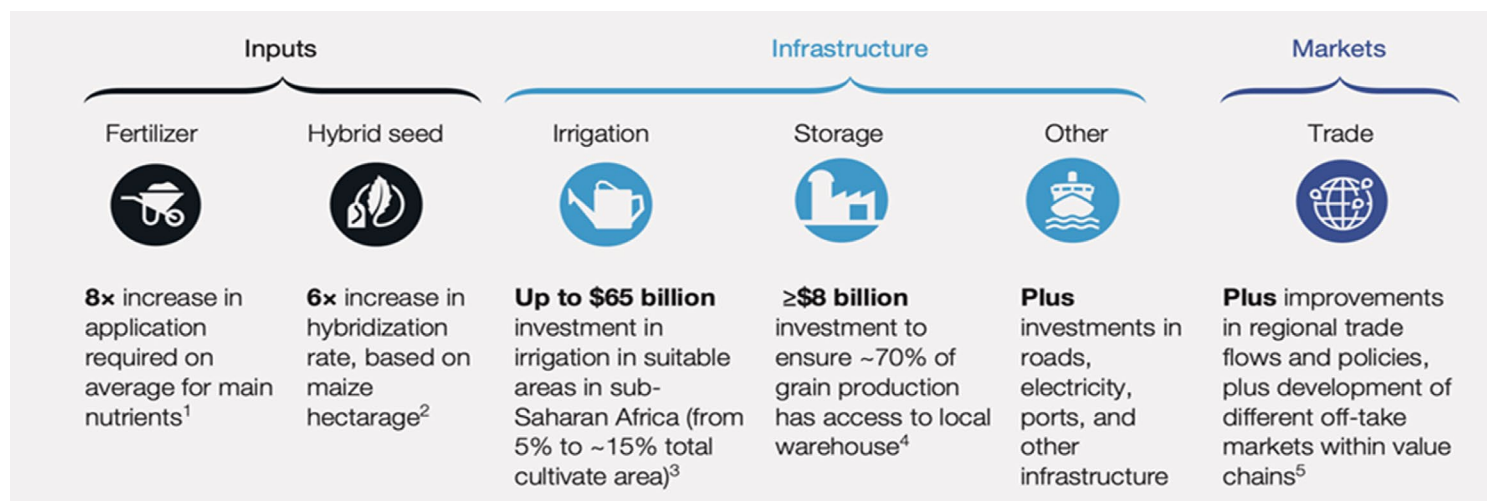 Inputs
Infrastructure
Markets
Fertilizer
Hybrid seed
Irrigation
Storage
Other
Trade
8× increase in
application
required on
average for main
nutrients¹
6× increase in
hybridization
rate, based on
maize
hectarage²
Up to $65 billion
investment in
irrigation in suitable
areas in sub-
Saharan Africa (from
5% to ~15% total
cultivate area)³
≥$8 billion
investment to
ensure ~70% of
grain production
has access to local
warehouse⁴
Plus
investments in
roads,
electricity,
ports, and
other
infrastructure
Plus improvements
in regional trade
flows and policies,
plus development of
different off-take
markets within value
chains⁵